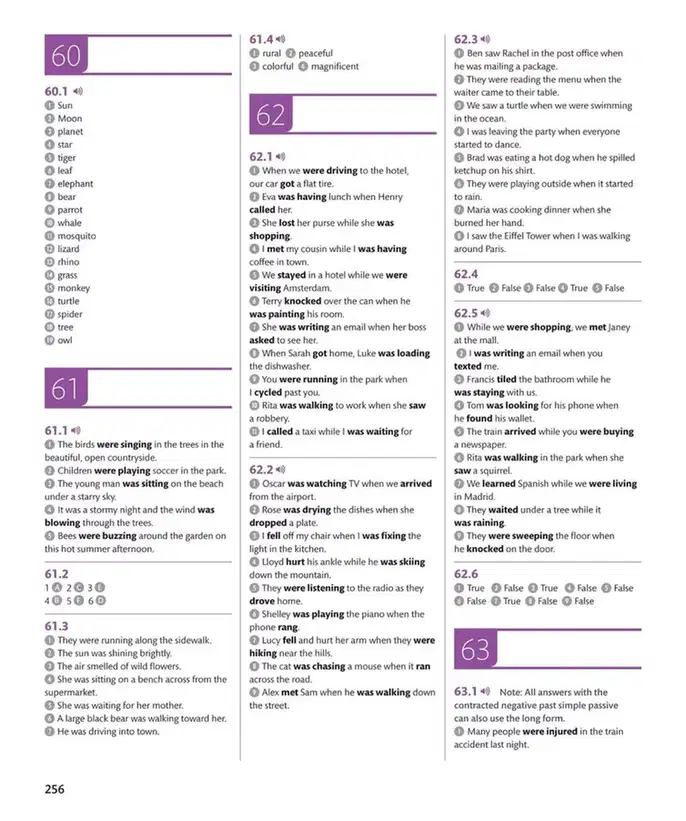 60
60.1
1 Sun
2 Moon
3 planet
4 star
5 tiger
6 leaf
7 elephant
8 bear
9 parrot
10 whale
11 mosquito
12 lizard
13 rhino
14 grass
15 monkey
16 turtle
17 spider
18 tree
19 owl
61
61.1
1 The birds were singing in the trees in the
beautiful, open countryside.
2 Children were playing soccer in the park.
3 The young man was sitting on the beach
under a starry sky.
4 It was a stormy night and the wind was
blowing through the trees.
5 Bees were buzzing around the garden on
this hot summer afternoon.
61.2
1 A 2 C 3 E
4 B 5 F 6 D
61.3
1 They were running along the sidewalk.
2 The sun was shining brightly.
3 The air smelled of wild flowers.
4 She was sitting on a bench across from the
supermarket.
5 She was waiting for her mother.
6 A large black bear was walking toward her.
7 He was driving into town.
61.4
1 rural 2 peaceful
3 colorful 4 magnificent
62
62.1
1 When we were driving to the hotel,
our car got a flat tire.
2 Eva was having lunch when Henry
called her.
3 She lost her purse while she was
shopping.
4 I met my cousin while I was having
coffee in town.
5 We stayed in a hotel while we were
visiting Amsterdam.
6 Terry knocked over the can when he
was painting his room.
7 She was writing an email when her boss
asked to see her.
8 When Sarah got home, Luke was loading
the dishwasher.
9 You were running in the park when
I cycled past you.
10 Rita was walking to work when she saw
a robbery.
11 I called a taxi while I was waiting for
a friend.
62.2
1 Oscar was watching TV when we arrived
from the airport.
2 Rose was drying the dishes when she
dropped a plate.
3 I fell off my chair when I was fixing the
light in the kitchen.
4 Lloyd hurt his ankle while he was skiing
down the mountain.
5 They were listening to the radio as they
drove home.
6 Shelley was playing the piano when the
phone rang.
7 Lucy fell and hurt her arm when they were
hiking near the hills.
8 The cat was chasing a mouse when it ran
across the road.
9 Alex met Sam when he was walking down
the street.
62.3
1 Ben saw Rachel in the post office when
he was mailing a package.
2 They were reading the menu when the
waiter came to their table.
3 We saw a turtle when we were swimming
in the ocean.
4 I was leaving the party when everyone
started to dance.
5 Brad was eating a hot dog when he spilled
ketchup on his shirt.
6 They were playing outside when it started
to rain.
7 Maria was cooking dinner when she
burned her hand.
8 I saw the Eiffel Tower when I was walking
around Paris.
62.4
1 True 2 False 3 False 4 True 5 False
62.5
1 While we were shopping, we met Janey
at the mall.
2 I was writing an email when you
texted me.
3 Francis tiled the bathroom while he
was staying with us.
4 Tom was looking for his phone when
he found his wallet.
5 The train arrived while you were buying
a newspaper.
6 Rita was walking in the park when she
saw a squirrel.
7 We learned Spanish while we were living
in Madrid.
8 They waited under a tree while it
was raining.
9 They were sweeping the floor when
he knocked on the door.
62.6
1 True 2 False 3 True 4 False 5 False
6 False 7 True 8 False 9 False
63
63.1 Note: All answers with the
contracted negative past simple passive
can also use the long form.
1 Many people were injured in the train
accident last night.
256